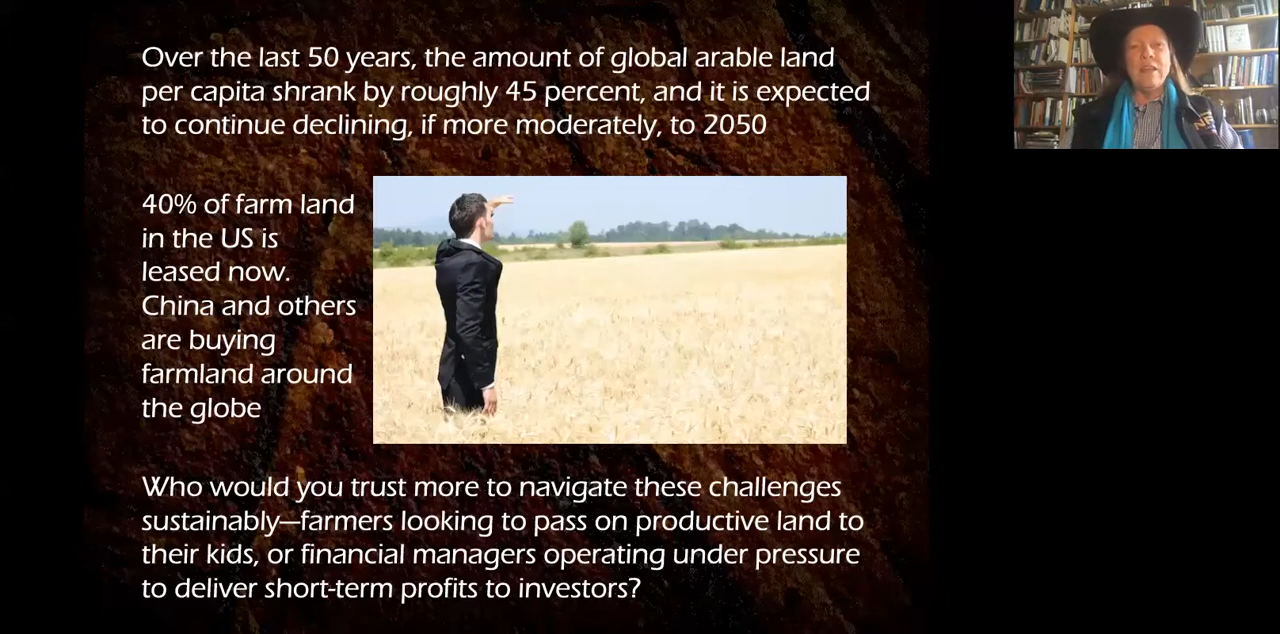 Over the last 50 years, the amount of global arable land
per capita shrank by roughly 45 percent, and it is expected
to continue declining, if more moderately, to 2050
40% of farm land
in the US is
leased now.
China and others
are buying
farmland around
the globe
Who would you trust more to navigate these challenges
sustainably—farmers looking to pass on productive land to
their kids, or financial managers operating under pressure
to deliver short-term profits to investors?